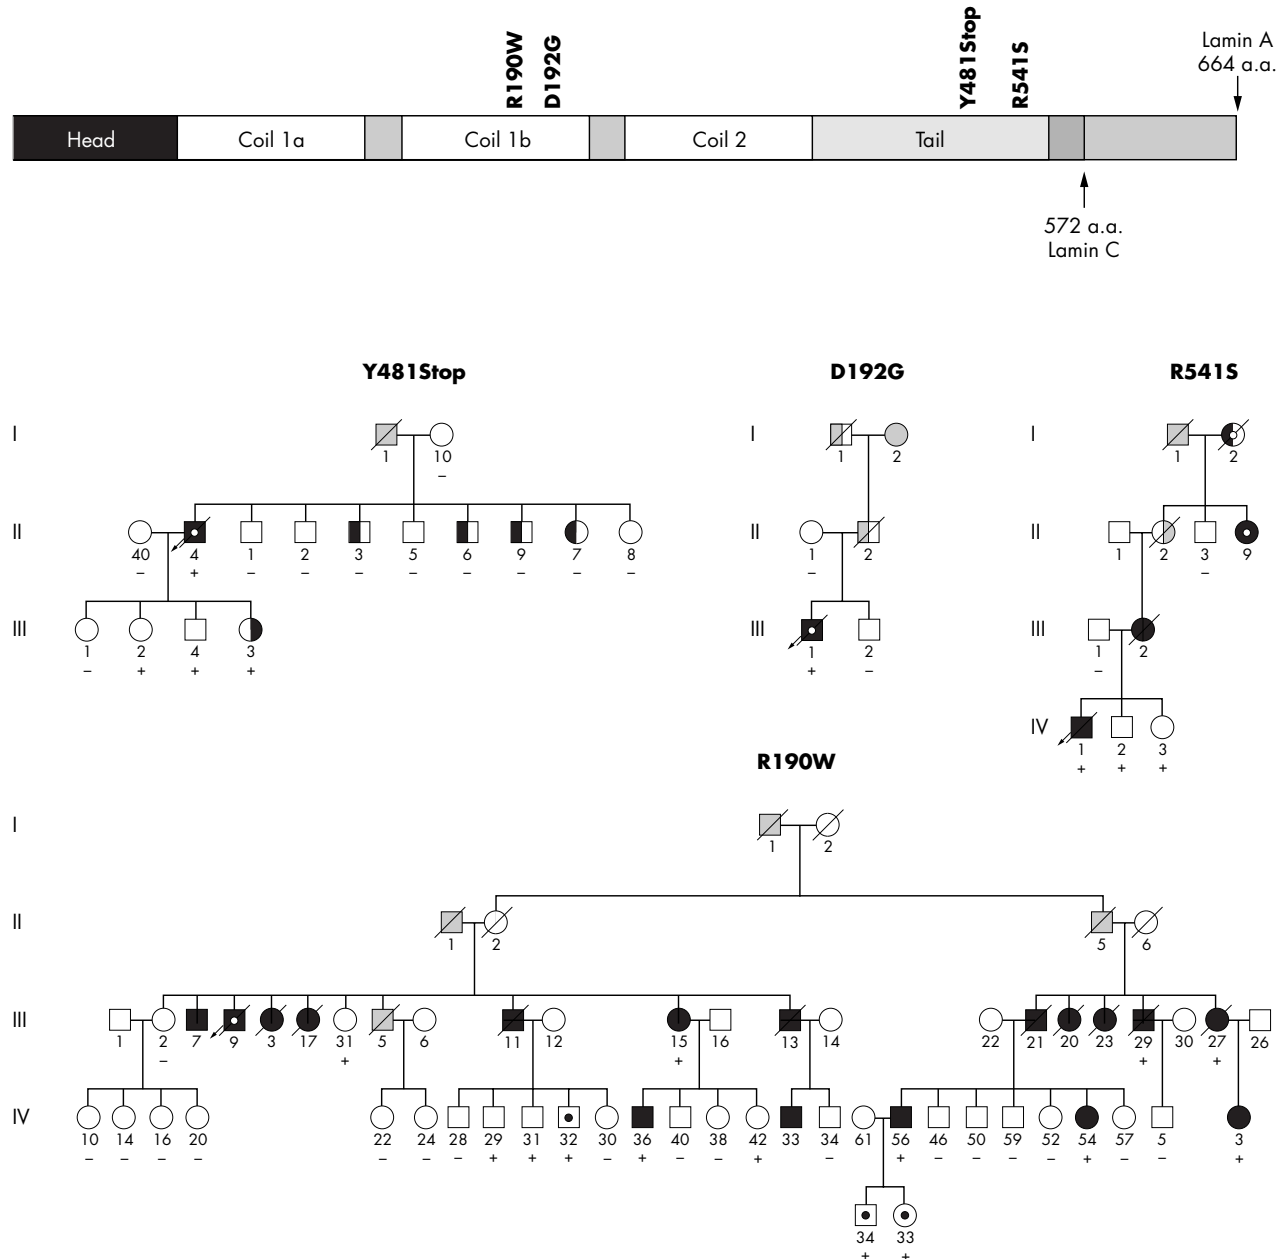 R190W
D192G
Y481Stop
R541S
Lamin A
664 a.a.
Head Coil 1a Coil 1b Coil 2 Tail
572 a.a.
Lamin C
Y481Stop D192G R541S
I I I
1 10 1 2 1 2
–
II II II
40 4 1 2 3 5 6 9 7 8 1 2 1 2 3 9
– + – – – – – – – – – –
III III III
1 2 4 3 1 2 1 2
– + + + + – –
IV
1 2 3
+ + +
R190W
I
1 2
II
1 2 5 6
III
1 2 7 9 3 17 31 5 6 11 12 15 16 13 14 22 21 20 23 29 30 27 26
– + + + +
IV
10 14 16 20 22 24 28 29 31 32 30 36 40 38 42 33 34 61 56 46 50 59 52 54 57 5 3
– – – – – – – + + + – + – – + – + – – – – + – – +
34 33
+ +